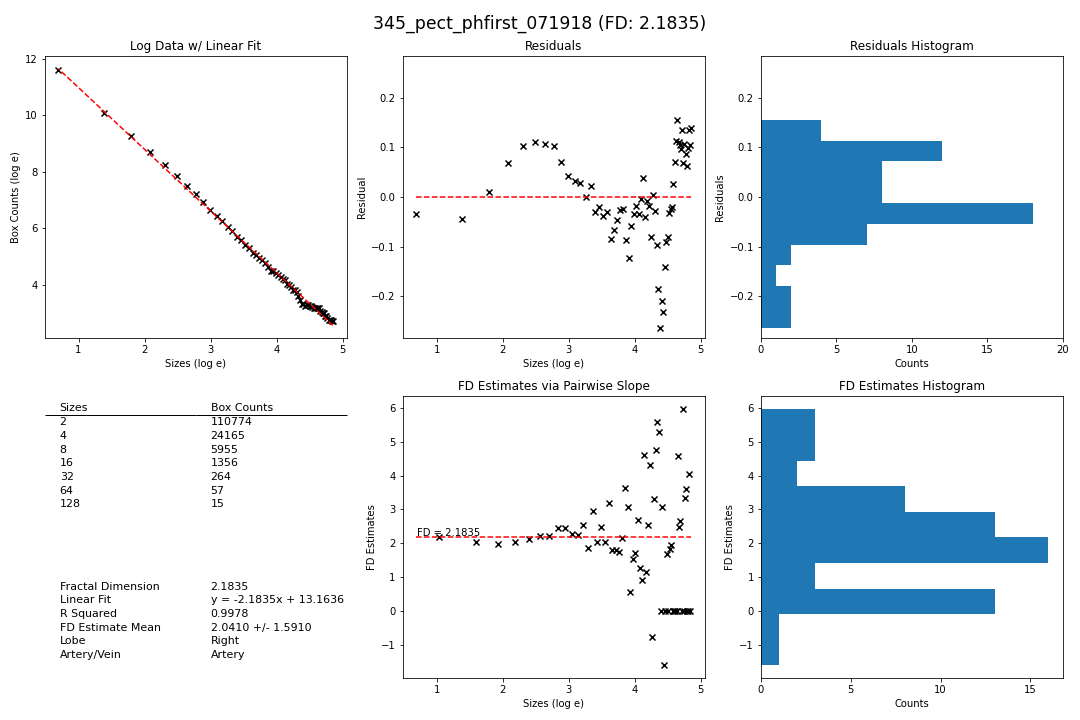 345_pect_phfirst_071918 (FD: 2.1835)
Log Data w/ Linear Fit
Box Counts (log e)
12
10
8
6
4
1 2 3 4 5
Sizes (log e)
Residuals
Residual
0.2
0.1
0.0
−0.1
−0.2
1 2 3 4 5
Sizes (log e)
Residuals Histogram
Residuals
0.2
0.1
0.0
−0.1
−0.2
0 5 10 15 20
Counts
Sizes Box Counts
2 110774
4 24165
8 5955
16 1356
32 264
64 57
128 15
Fractal Dimension 2.1835
Linear Fit y = -2.1835x + 13.1636
R Squared 0.9978
FD Estimate Mean 2.0410 +/- 1.5910
Lobe Right
Artery/Vein Artery
FD Estimates via Pairwise Slope
FD Estimates
6
5
4
3
2
1
0
−1
FD = 2.1835
1 2 3 4 5
Sizes (log e)
FD Estimates Histogram
FD Estimates
6
5
4
3
2
1
0
−1
0 5 10 15
Counts